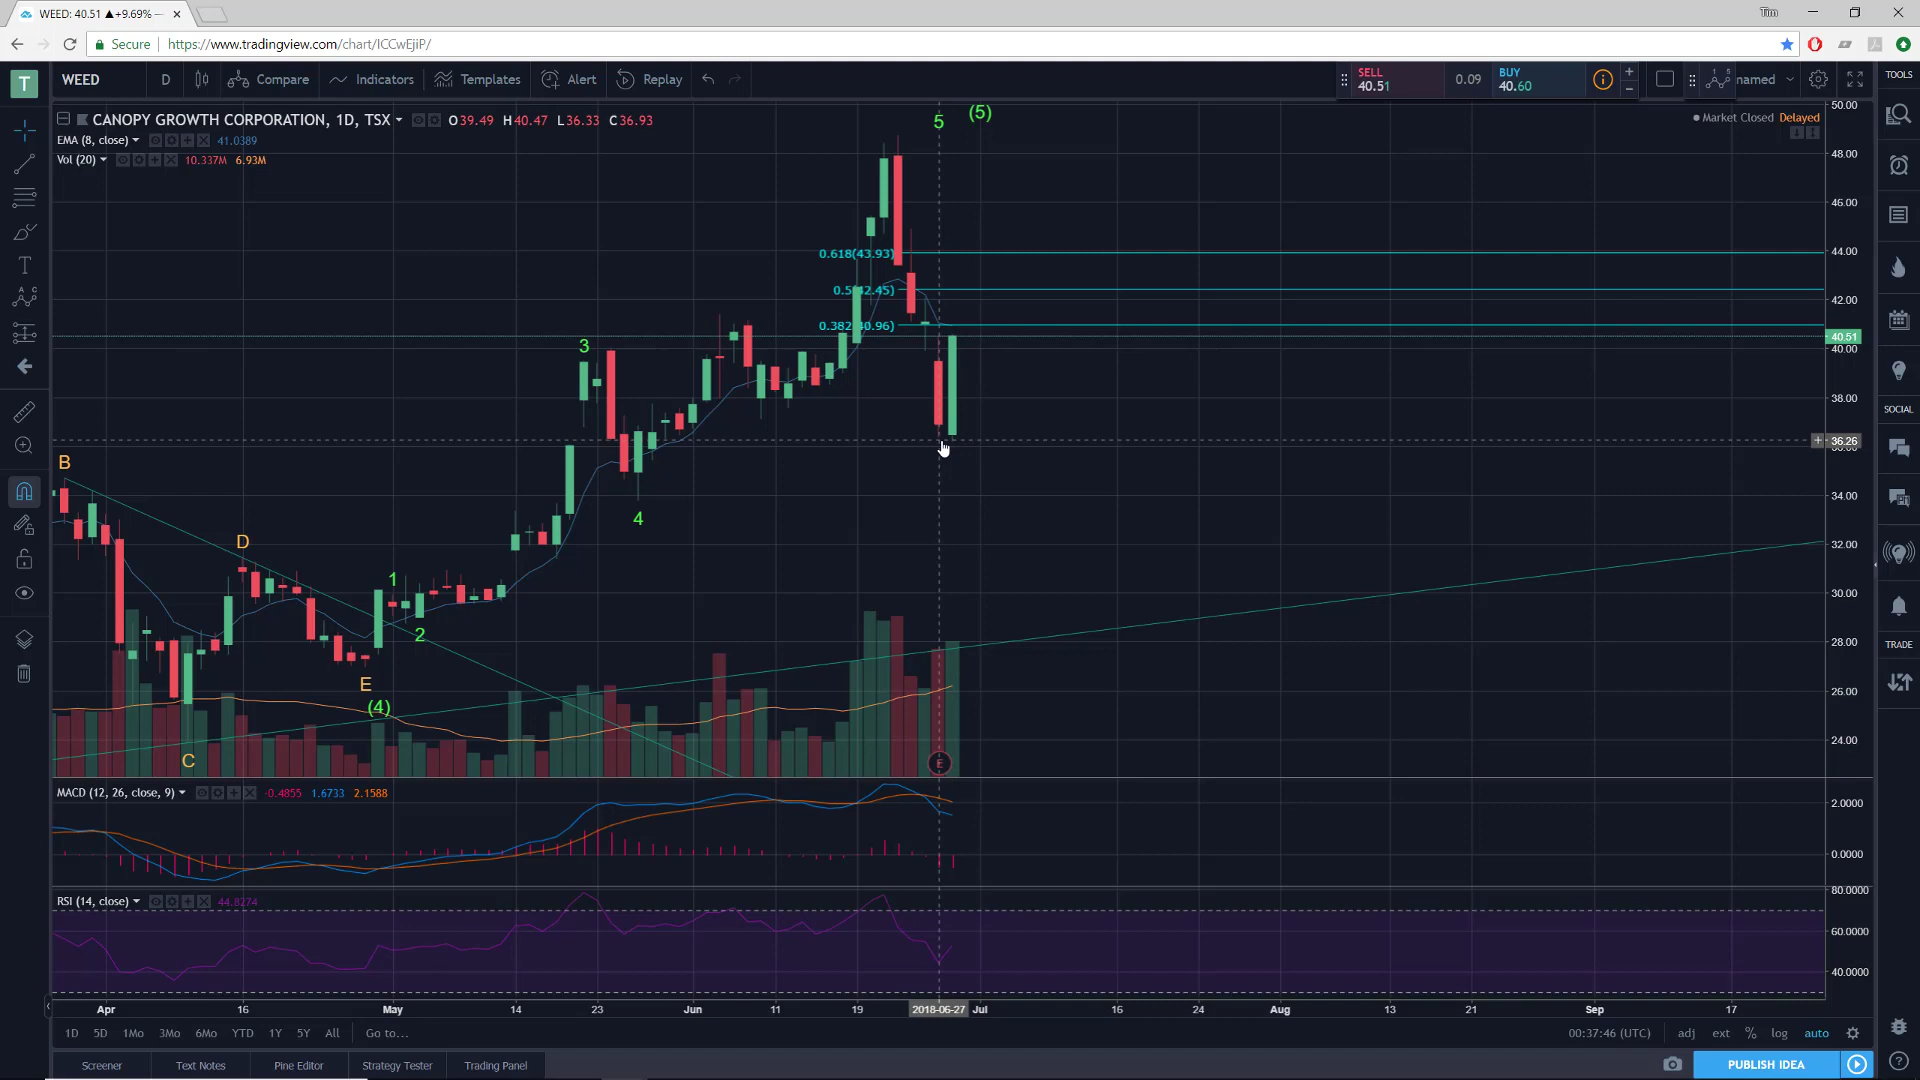 WEED: 40.51 ▲+9.69% —
Tim
Secure https://www.tradingview.com/chart/lCCwEjiP/
T WEED D Compare Indicators Templates Alert Replay
SELL 40.51 0.09 BUY 40.60
named
TOOLS
CANOPY GROWTH CORPORATION, 1D, TSX O39.49 H40.47 L36.33 C36.93
Market Closed Delayed
EMA (8, close) 41.0389
Vol (20) 10.337M 6.93M
5 (5)
0.618(43.93)
0.5(42.45)
0.382(40.96)
3
4
B
D
1
2
E
(4)
C
E
50.00
48.00
46.00
44.00
42.00
40.51
40.00
38.00
36.26
36.00
34.00
32.00
30.00
28.00
26.00
24.00
SOCIAL
TRADE
MACD (12, 26, close, 9) -0.4855 1.6733 2.1588
2.0000
0.0000
RSI (14, close) 44.8274
80.0000
60.0000
40.0000
Apr 16 May 14 23 Jun 11 19 2018-06-27 Jul 16 24 Aug 13 21 Sep 17
1D 5D 1Mo 3Mo 6Mo YTD 1Y 5Y All Go to...
00:37:46 (UTC) adj ext % log auto
Screener Text Notes Pine Editor Strategy Tester Trading Panel
PUBLISH IDEA